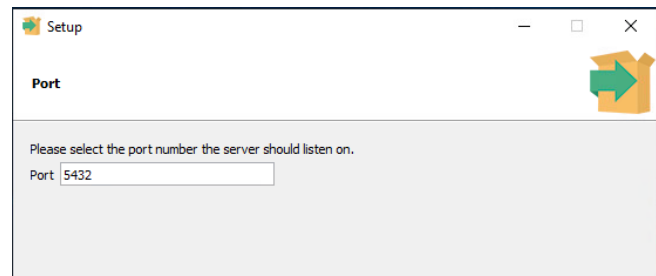 Setup
Port
Please select the port number the server should listen on.
Port 5432